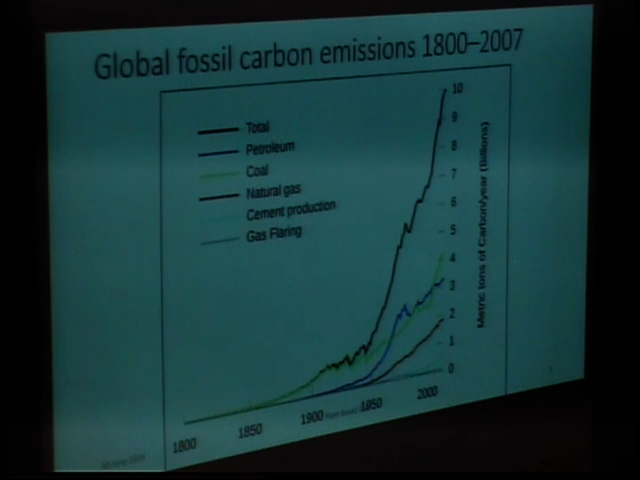 Global fossil carbon emissions 1800–2007
Total
Petroleum
Coal
Natural gas
Cement production
Gas Flaring
10
9
8
7
6
5
4
3
2
1
0
Metric tons of Carbon/year (Billions)
1800
1850
1900
1950
2000